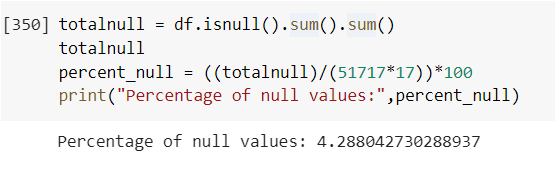 [350] totalnull = df.isnull().sum().sum()
totalnull
percent_null = ((totalnull)/(51717*17))*100
print("Percentage of null values:",percent_null)
Percentage of null values: 4.288042730288937